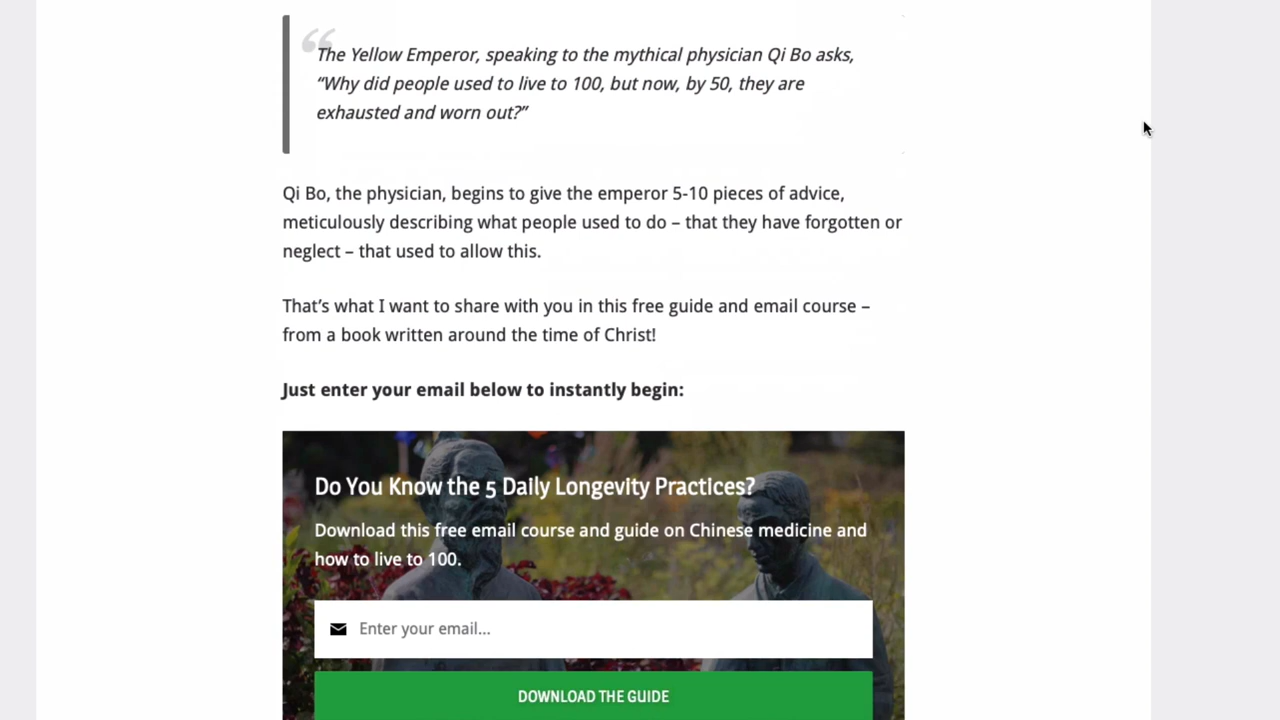 The Yellow Emperor, speaking to the mythical physician Qi Bo asks,
“Why did people used to live to 100, but now, by 50, they are
exhausted and worn out?”
Qi Bo, the physician, begins to give the emperor 5-10 pieces of advice,
meticulously describing what people used to do – that they have forgotten or
neglect – that used to allow this.
That’s what I want to share with you in this free guide and email course –
from a book written around the time of Christ!
Just enter your email below to instantly begin:
Do You Know the 5 Daily Longevity Practices?
Download this free email course and guide on Chinese medicine and
how to live to 100.
Enter your email...
DOWNLOAD THE GUIDE